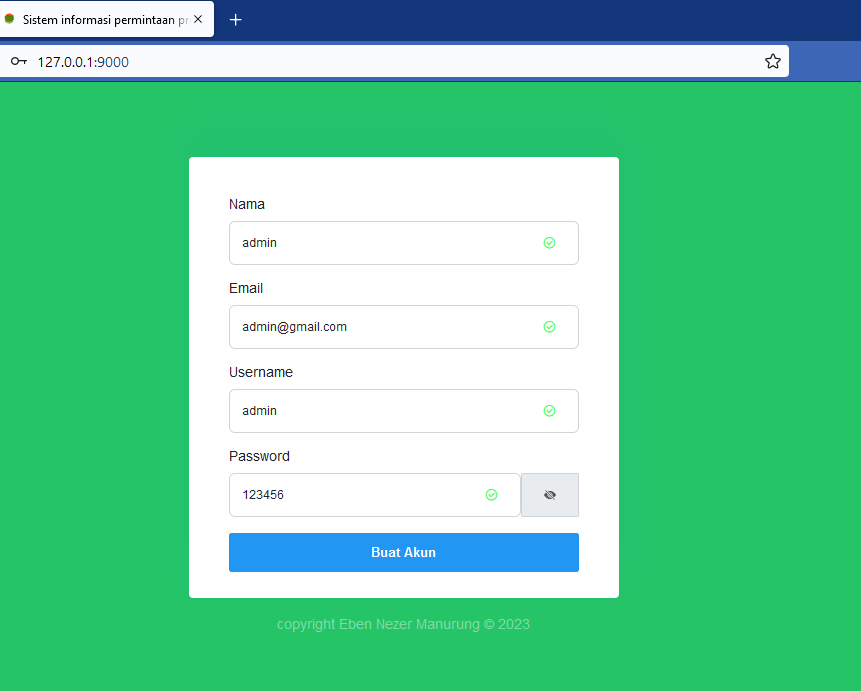 Sistem informasi permintaan pr
127.0.0.1:9000
Nama
admin
Email
admin@gmail.com
Username
admin
Password
123456
Buat Akun
copyright Eben Nezer Manurung © 2023